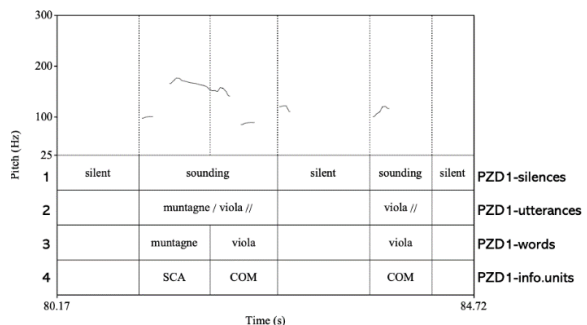 300
200
100
25
Pitch (Hz)
1 silent sounding silent sounding silent PZD1-silences
2 muntagne / viola // viola // PZD1-utterances
3 muntagne viola viola PZD1-words
4 SCA COM COM PZD1-info.units
80.17 84.72
Time (s)